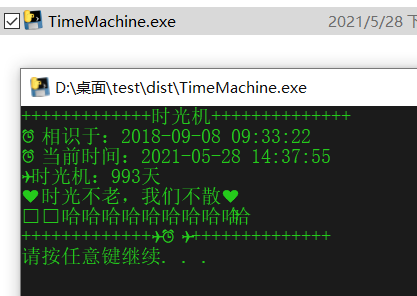 TimeMachine.exe 2021/5/28 下
D:\桌面\test\dist\TimeMachine.exe
+++++++++++++时光机++++++++++++++
⏰ 相识于：2018-09-08 09:33:22
⏰ 当前时间：2021-05-28 14:37:55
✈时光机：993天
♥时光不老，我们不散♥
□□哈哈哈哈哈哈哈哈哈哈
+++++++++++++✈⏰ ✈++++++++++++++
请按任意键继续. . .